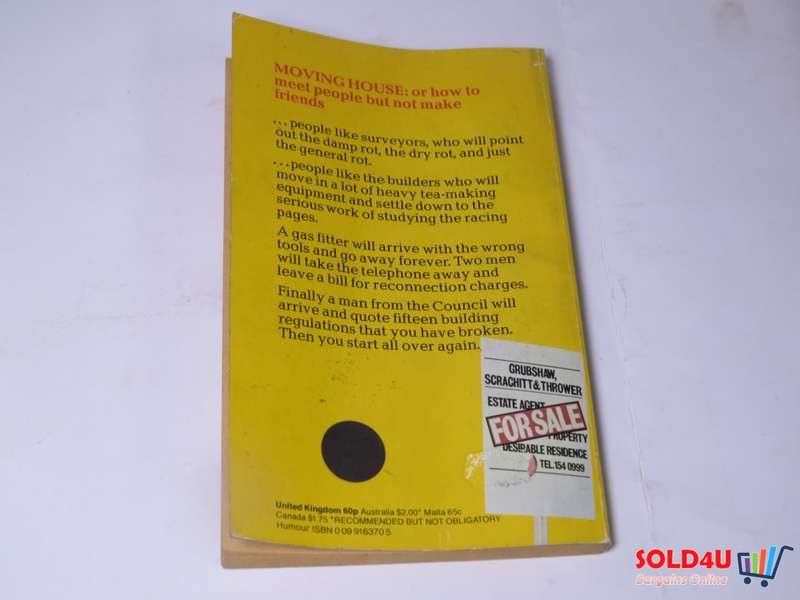 MOVING HOUSE: or how to
meet people but not make
friends
...people like surveyors, who will point
out the damp rot, the dry rot, and just
the general rot.
...people like the builders who will
move in a lot of heavy tea-making
equipment and settle down to the
serious work of studying the racing
pages.
A gas fitter will arrive with the wrong
tools and go away forever. Two men
will take the telephone away and
leave a bill for reconnection charges.
Finally a man from the Council will
arrive and quote fifteen building
regulations that you have broken.
Then you start all over again.
GRUBSHAW,
SCRACHITT & THROWER
ESTATE AGENT
FOR SALE
PROPERTY
DESIRABLE RESIDENCE
TEL. 154 0999
United Kingdom 60p Australia $2.00* Malta 65c
Canada $1.75 *RECOMMENDED BUT NOT OBLIGATORY
Humour ISBN 0 09 916370 5
SOLD4U
Bargains Online